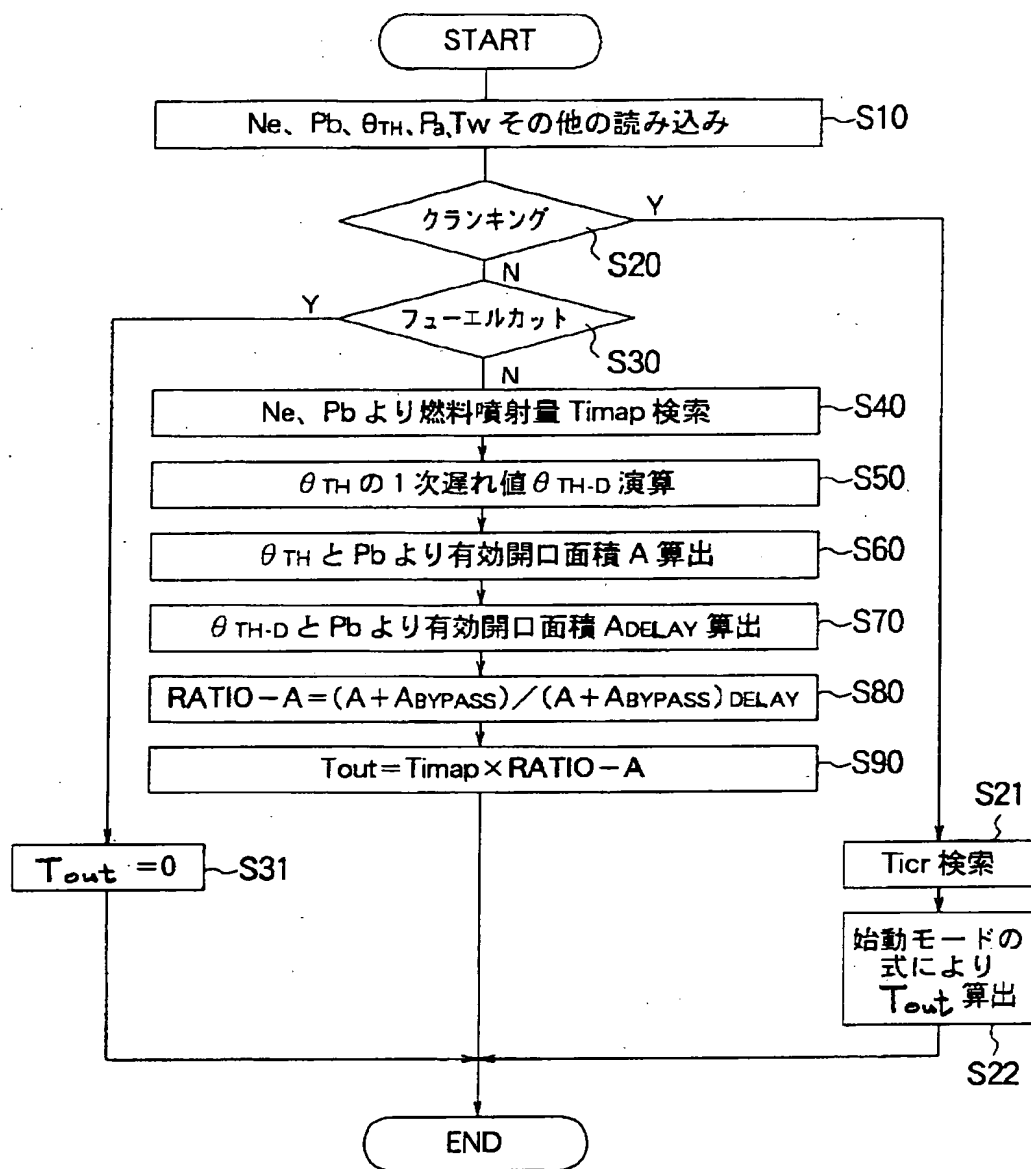 START
Ne、Pb、θTH、Pa、Tw その他の読み込み
S10
クランキング
Y
S20
N
Y
フューエルカット
S30
N
Ne、Pb より燃料噴射量 Timap 検索
S40
θTH の1次遅れ値 θTH-D 演算
S50
θTH と Pb より有効開口面積 A 算出
S60
θTH-D と Pb より有効開口面積 ADELAY 算出
S70
RATIO-A=(A+ABYPASS)/(A+ABYPASS)DELAY
S80
Tout=Timap×RATIO-A
S90
Tout =0
S31
S21
Ticr 検索
始動モードの
式により
Tout 算出
S22
END